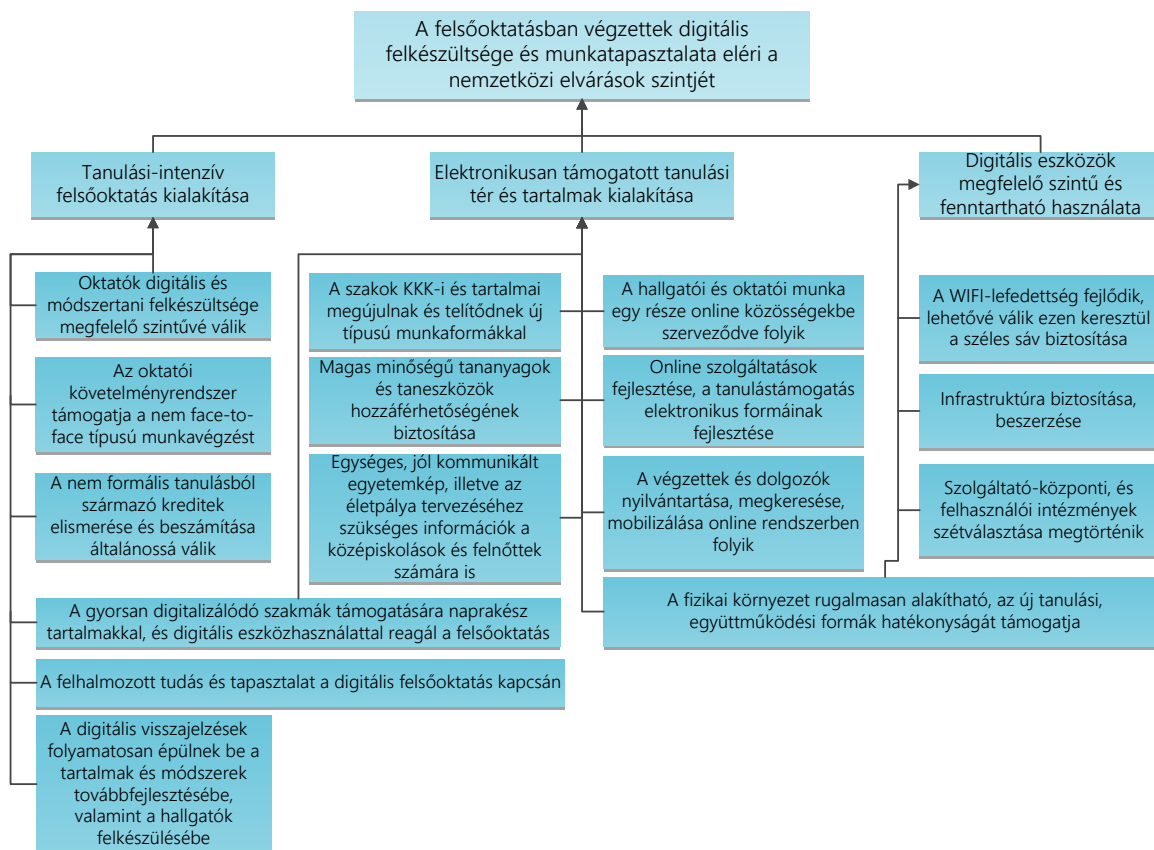 A felsőoktatásban végzettek digitális
felkészültsége és munkatapasztalata eléri a
nemzetközi elvárások szintjét
Tanulási-intenzív
felsőoktatás kialakítása
Elektronikusan támogatott tanulási
tér és tartalmak kialakítása
Digitális eszközök
megfelelő szintű és
fenntartható használata
Oktatók digitális és
módszertani felkészültsége
megfelelő szintűvé válik
Az oktatói
követelményrendszer
támogatja a nem face-to-
face típusú munkavégzést
A nem formális tanulásból
származó kreditek
elismerése és beszámítása
általánossá válik
A gyorsan digitalizálódó szakmák támogatására naprakész
tartalmakkal, és digitális eszközhasználattal reagál a felsőoktatás
A felhalmozott tudás és tapasztalat a digitális felsőoktatás kapcsán
A digitális visszajelzések
folyamatosan épülnek be a
tartalmak és módszerek
továbbfejlesztésébe,
valamint a hallgatók
felkészülésébe
A szakok KKK-i és tartalmai
megújulnak és telítődnek új
típusú munkaformákkal
Magas minőségű tananyagok
és taneszközök
hozzáférhetőségének
biztosítása
Egységes, jól kommunikált
egyetemkép, illetve az
életpálya tervezéséhez
szükséges információk a
középiskolások és felnőttek
számára is
A hallgatói és oktatói munka
egy része online közösségekbe
szerveződve folyik
Online szolgáltatások
fejlesztése, a tanulástámogatás
elektronikus formáinak
fejlesztése
A végzettek és dolgozók
nyilvántartása, megkeresése,
mobilizálása online rendszerben
folyik
A fizikai környezet rugalmasan alakítható, az új tanulási,
együttműködési formák hatékonyságát támogatja
A WIFI-lefedettség fejlődik,
lehetővé válik ezen keresztül
a széles sáv biztosítása
Infrastruktúra biztosítása,
beszerzése
Szolgáltató-központi, és
felhasználói intézmények
szétválasztása megtörténik